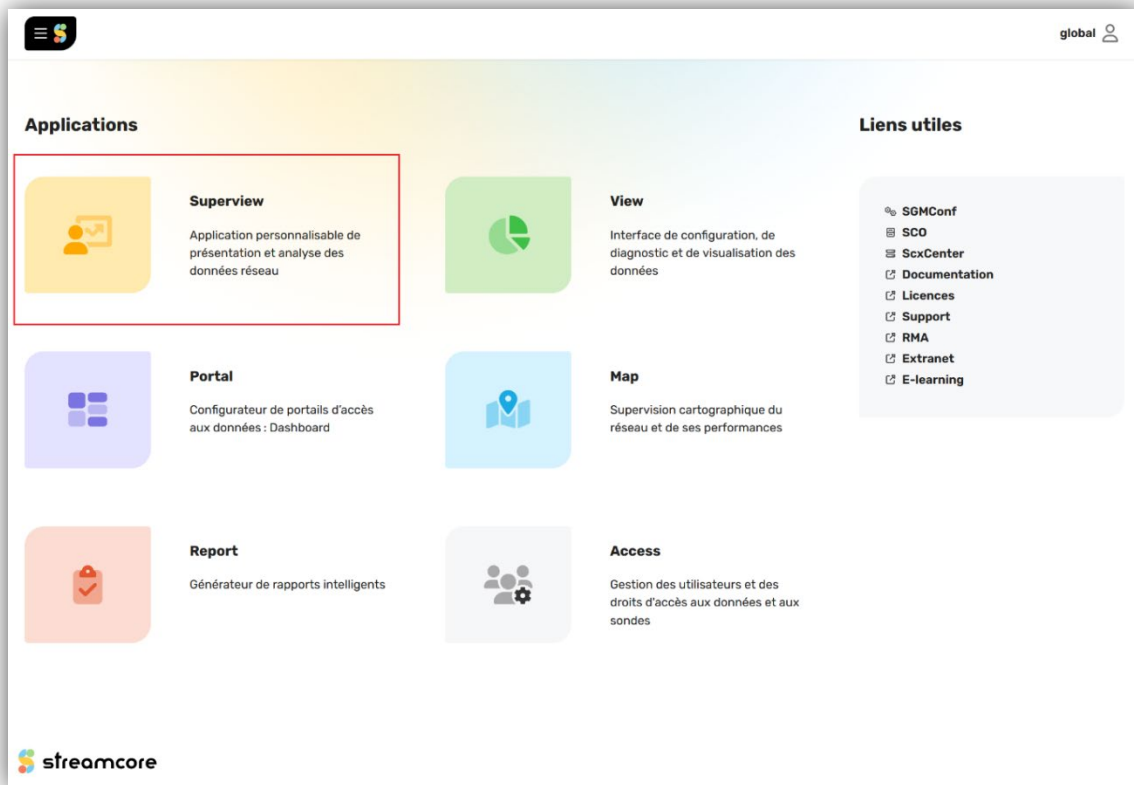 global
Applications
Liens utiles
Superview
Application personnalisable de
présentation et analyse des
données réseau
View
Interface de configuration, de
diagnostic et de visualisation des
données
SGMConf
SCO
ScxCenter
Documentation
Licences
Support
RMA
Extranet
E-learning
Portal
Configurateur de portails d'accès
aux données : Dashboard
Map
Supervision cartographique du
réseau et de ses performances
Report
Générateur de rapports intelligents
Access
Gestion des utilisateurs et des
droits d'accès aux données et aux
sondes
streamcore